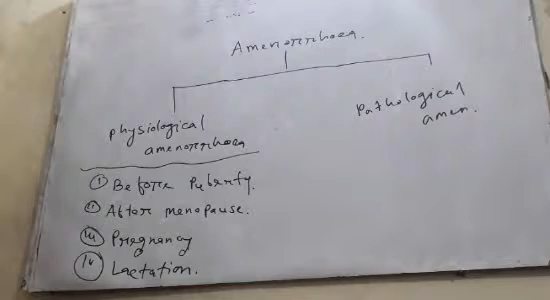 Amenorrhoea.
physiological
amenorrhoea
Pathological
amen.
(i) Before Puberty.
(ii) After menopause.
(iii) Pregnancy
(iv) Lactation.